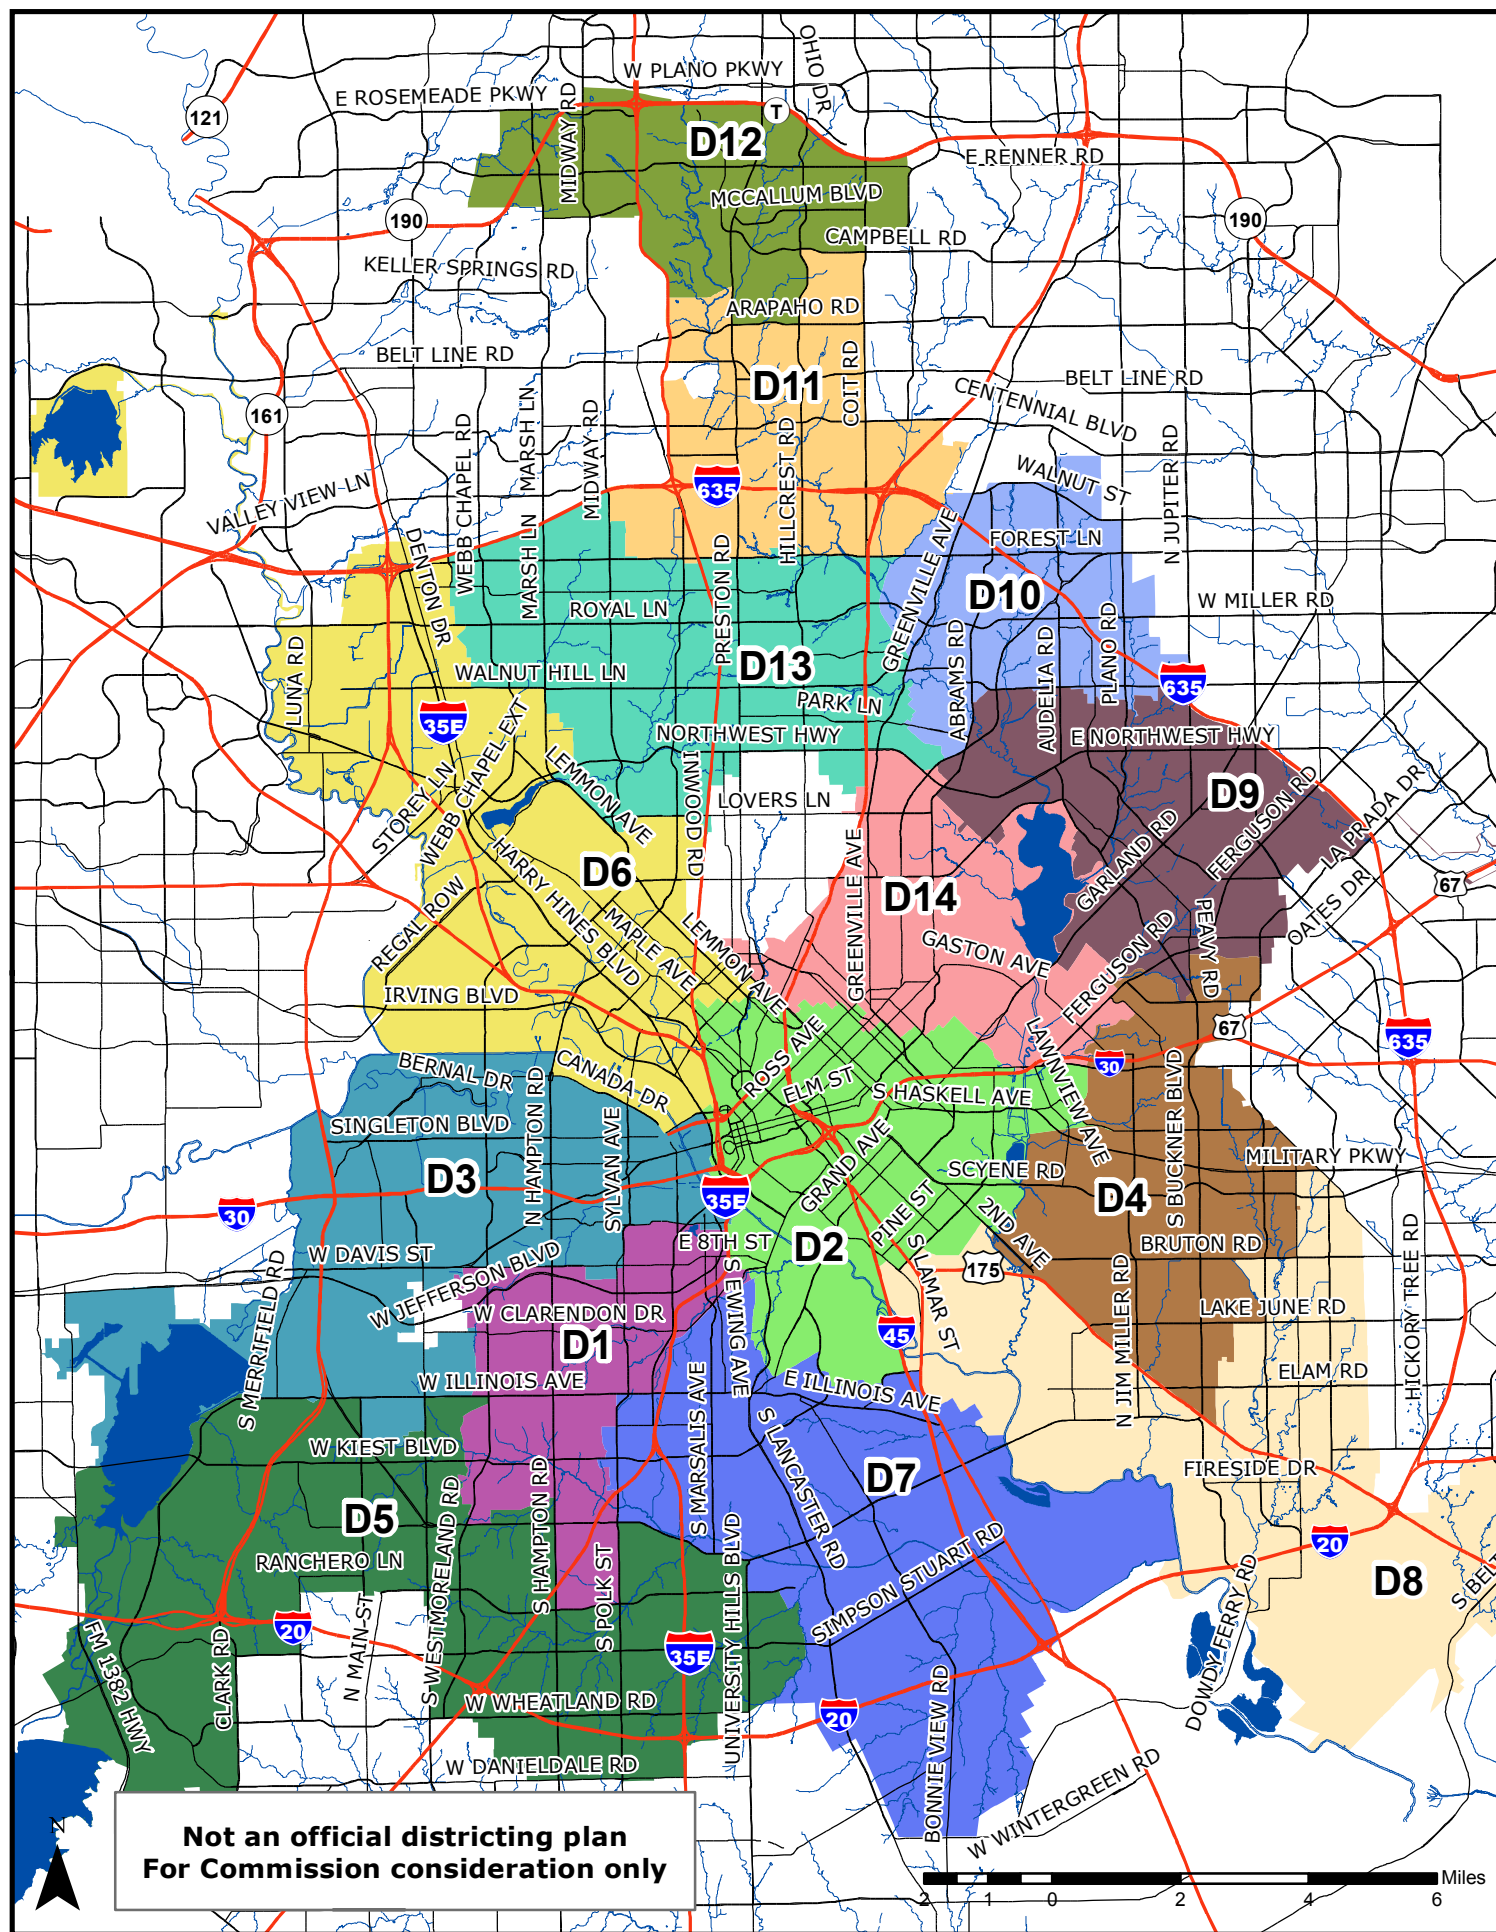 W PLANO PKWY
OHIO DR
E ROSEMEADE PKWY
MIDWAY RD
121
T
D12
E RENNER RD
MCCALLUM BLVD
190
190
CAMPBELL RD
KELLER SPRINGS RD
ARAPAHO RD
BELT LINE RD
COIT RD
D11
BELT LINE RD
CENTENNIAL BLVD
161
WEBB CHAPEL RD
MARSH LN
MIDWAY RD
HILLCREST RD
N JUPITER RD
WALNUT ST
635
VALLEY VIEW LN
DENTON DR
MARSH LN
FOREST LN
GREENVILLE AVE
PRESTON RD
D10
ROYAL LN
W MILLER RD
PLANO RD
ABRAMS RD
AUDELIA RD
LUNA RD
WALNUT HILL LN
D13
635
PARK LN
35E
NORTHWEST HWY
E NORTHWEST HWY
WEBB CHAPEL EXT
LEMMON AVE
STOREY LN
INWOOD RD
LOVERS LN
D9
FERGUSON RD
LA PRADA DR
HARRY HINES BLVD
D6
GREENVILLE AVE
GARLAND RD
67
D14
REGAL ROW
MAPLE AVE
LEMMON AVE
OATES DR
PEAVY RD
GASTON AVE
FERGUSON RD
IRVING BLVD
67
635
LAWNVIEW AVE
ROSS AVE
30
BERNAL DR
CANADA DR
ELM ST
S HASKELL AVE
S BUCKNER BLVD
SINGLETON BLVD
N HAMPTON RD
SYLVAN AVE
GRAND AVE
SCYENE RD
MILITARY PKWY
D3
35E
D4
30
PINE ST
2ND AVE
E 8TH ST
D2
BRUTON RD
W DAVIS ST
S MERRIFIELD RD
W JEFFERSON BLVD
S EWING AVE
S LAMAR ST
175
N JIM MILLER RD
HICKORY TREE RD
W CLARENDON DR
LAKE JUNE RD
D1
45
W ILLINOIS AVE
E ILLINOIS AVE
ELAM RD
S MARSALIS AVE
W KIEST BLVD
S LANCASTER RD
D7
FIRESIDE DR
S WESTMORELAND RD
S HAMPTON RD
D5
UNIVERSITY HILLS BLVD
SIMPSON STUART RD
20
RANCHERO LN
S POLK ST
D8
DOWDY FERRY RD
S BELT
20
N MAIN ST
35E
CLARK RD
FM 1382 HWY
W WHEATLAND RD
20
BONNIE VIEW RD
W DANIELDALE RD
W WINTERGREEN RD
N
Not an official districting plan
For Commission consideration only
Miles
2 1 0 2 4 6